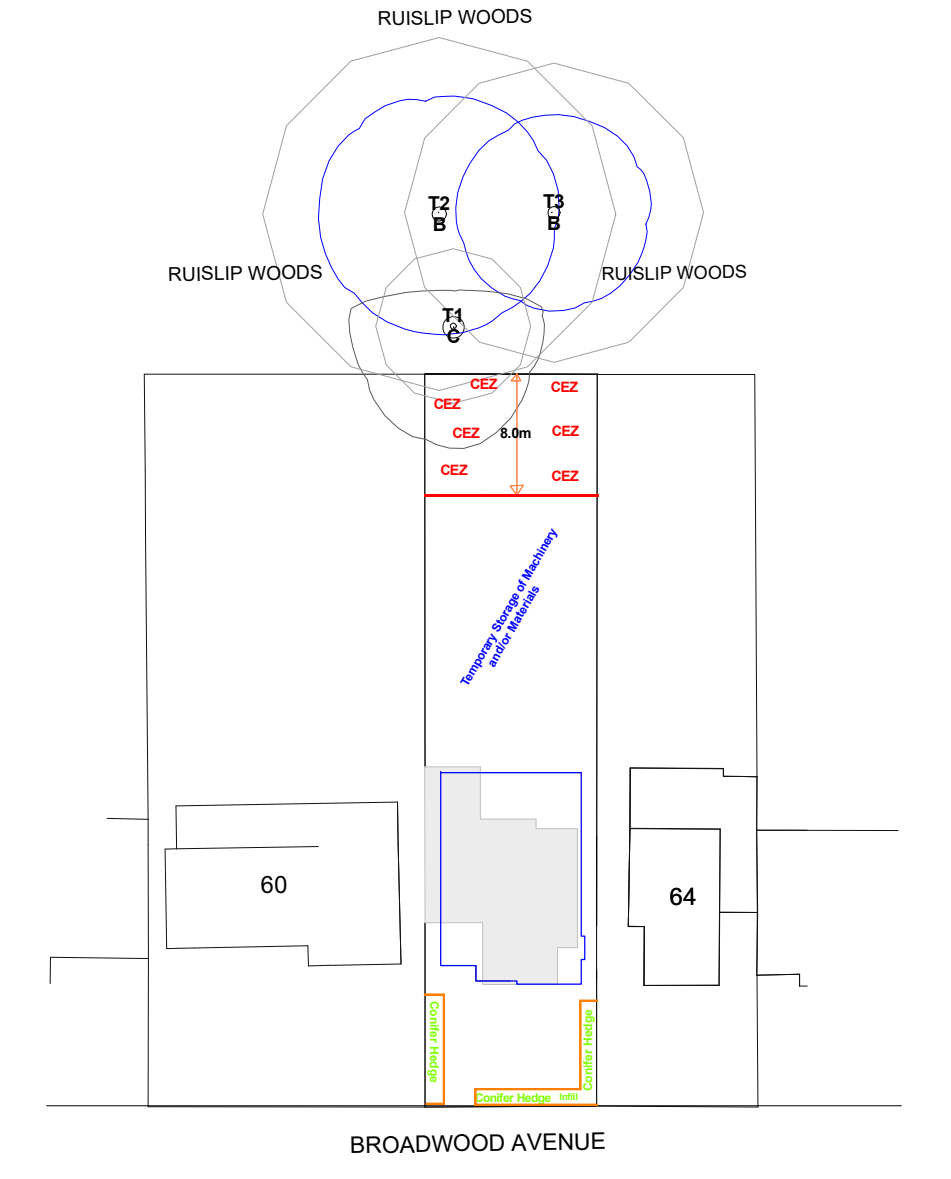 RUISLIP WOODS
T2
B
T3
B
RUISLIP WOODS
RUISLIP WOODS
T1
C
CEZ
CEZ
CEZ
CEZ
8.0m
CEZ
CEZ
CEZ
Temporary Storage of Machinery
and/or Materials
60
64
Conifer Hedge
Conifer Hedge
Conifer Hedge Infill
BROADWOOD AVENUE